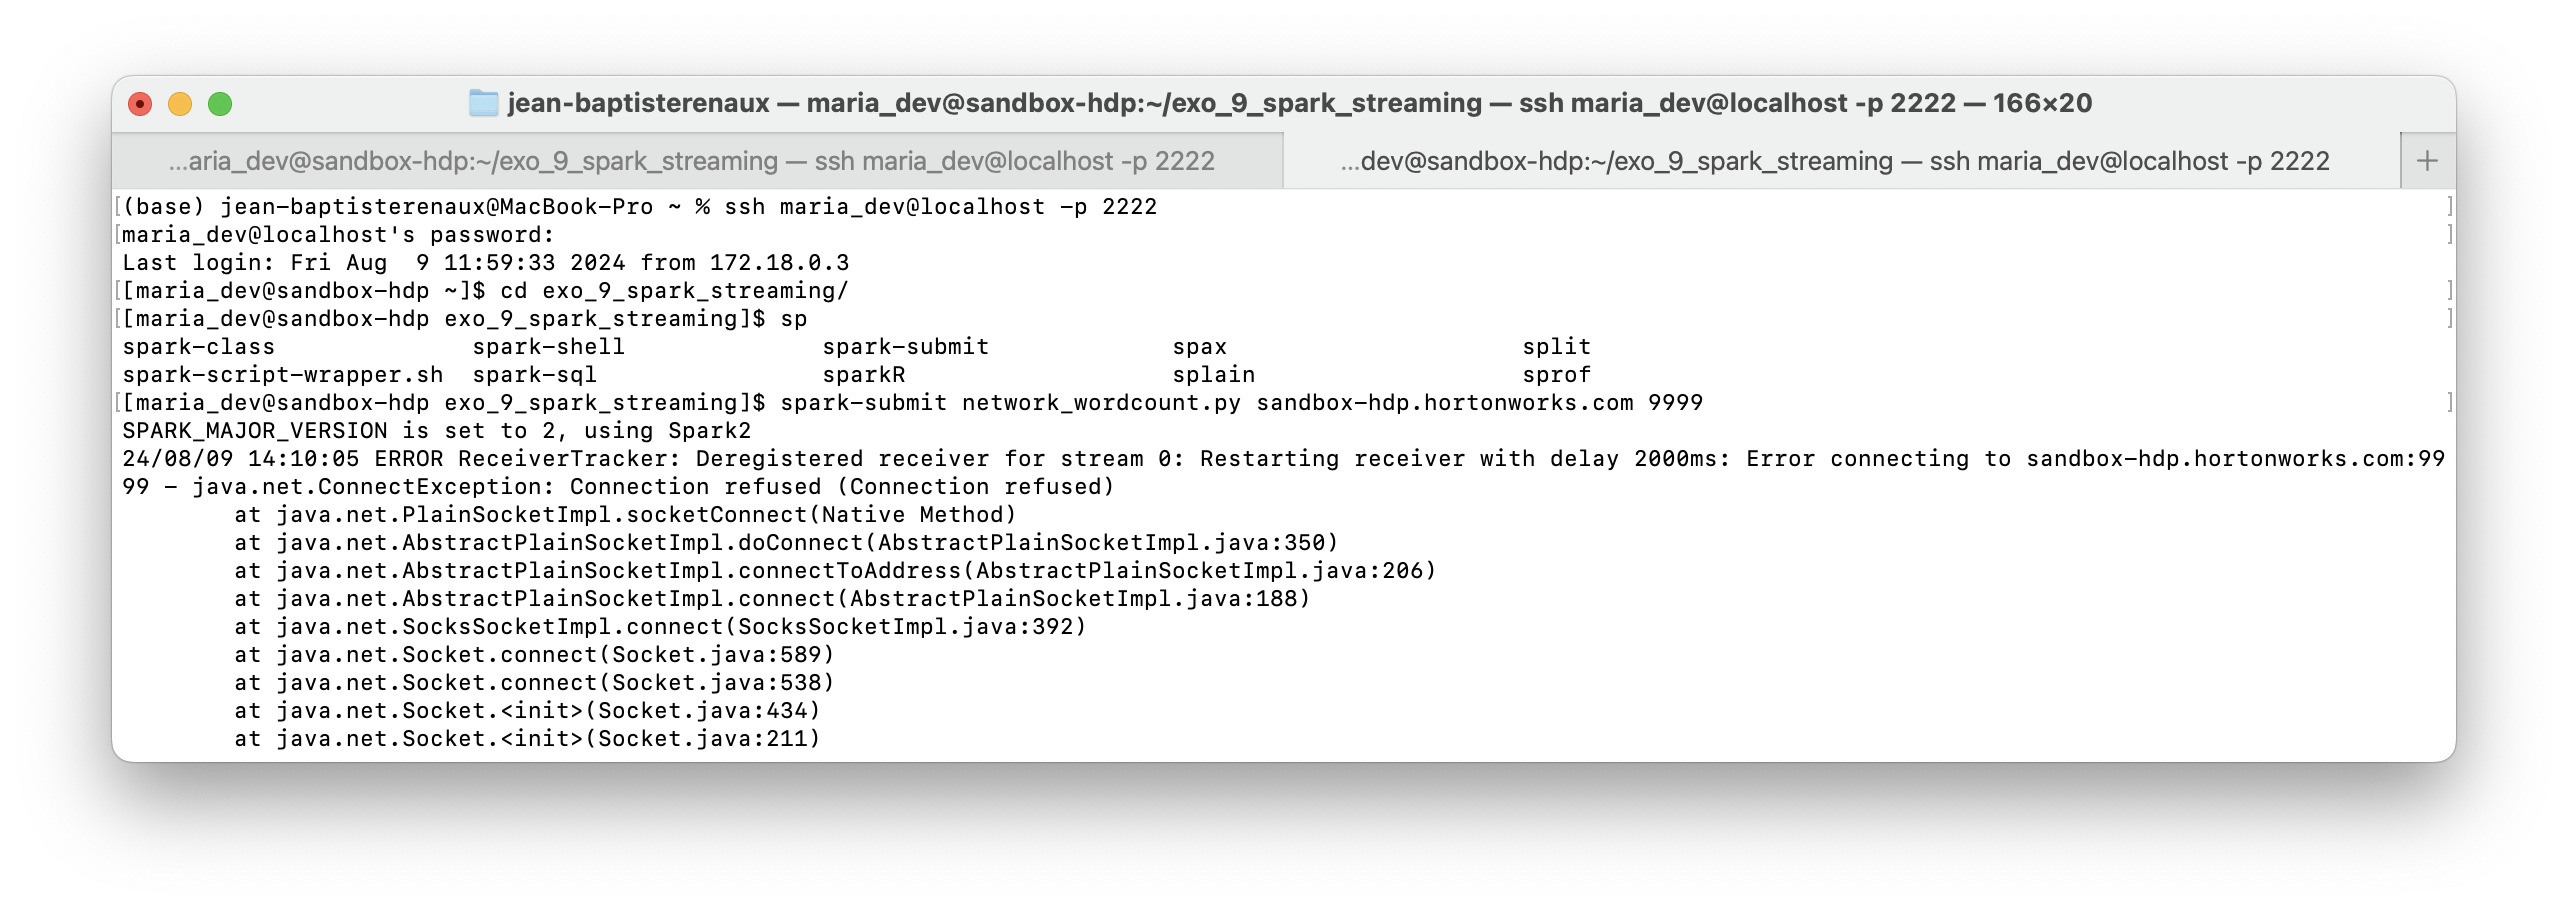 jean-baptisterenaux — maria_dev@sandbox-hdp:~/exo_9_spark_streaming — ssh maria_dev@localhost -p 2222 — 166×20
...aria_dev@sandbox-hdp:~/exo_9_spark_streaming — ssh maria_dev@localhost -p 2222
...dev@sandbox-hdp:~/exo_9_spark_streaming — ssh maria_dev@localhost -p 2222
+
[(base) jean-baptisterenaux@MacBook-Pro ~ % ssh maria_dev@localhost -p 2222 ]
[maria_dev@localhost's password: ]
Last login: Fri Aug  9 11:59:33 2024 from 172.18.0.3
[[maria_dev@sandbox-hdp ~]$ cd exo_9_spark_streaming/ ]
[[maria_dev@sandbox-hdp exo_9_spark_streaming]$ sp ]
spark-class              spark-shell              spark-submit             spax                     split
spark-script-wrapper.sh  spark-sql                sparkR                   splain                   sprof
[[maria_dev@sandbox-hdp exo_9_spark_streaming]$ spark-submit network_wordcount.py sandbox-hdp.hortonworks.com 9999 ]
SPARK_MAJOR_VERSION is set to 2, using Spark2
24/08/09 14:10:05 ERROR ReceiverTracker: Deregistered receiver for stream 0: Restarting receiver with delay 2000ms: Error connecting to sandbox-hdp.hortonworks.com:99
99 - java.net.ConnectException: Connection refused (Connection refused)
        at java.net.PlainSocketImpl.socketConnect(Native Method)
        at java.net.AbstractPlainSocketImpl.doConnect(AbstractPlainSocketImpl.java:350)
        at java.net.AbstractPlainSocketImpl.connectToAddress(AbstractPlainSocketImpl.java:206)
        at java.net.AbstractPlainSocketImpl.connect(AbstractPlainSocketImpl.java:188)
        at java.net.SocksSocketImpl.connect(SocksSocketImpl.java:392)
        at java.net.Socket.connect(Socket.java:589)
        at java.net.Socket.connect(Socket.java:538)
        at java.net.Socket.<init>(Socket.java:434)
        at java.net.Socket.<init>(Socket.java:211)